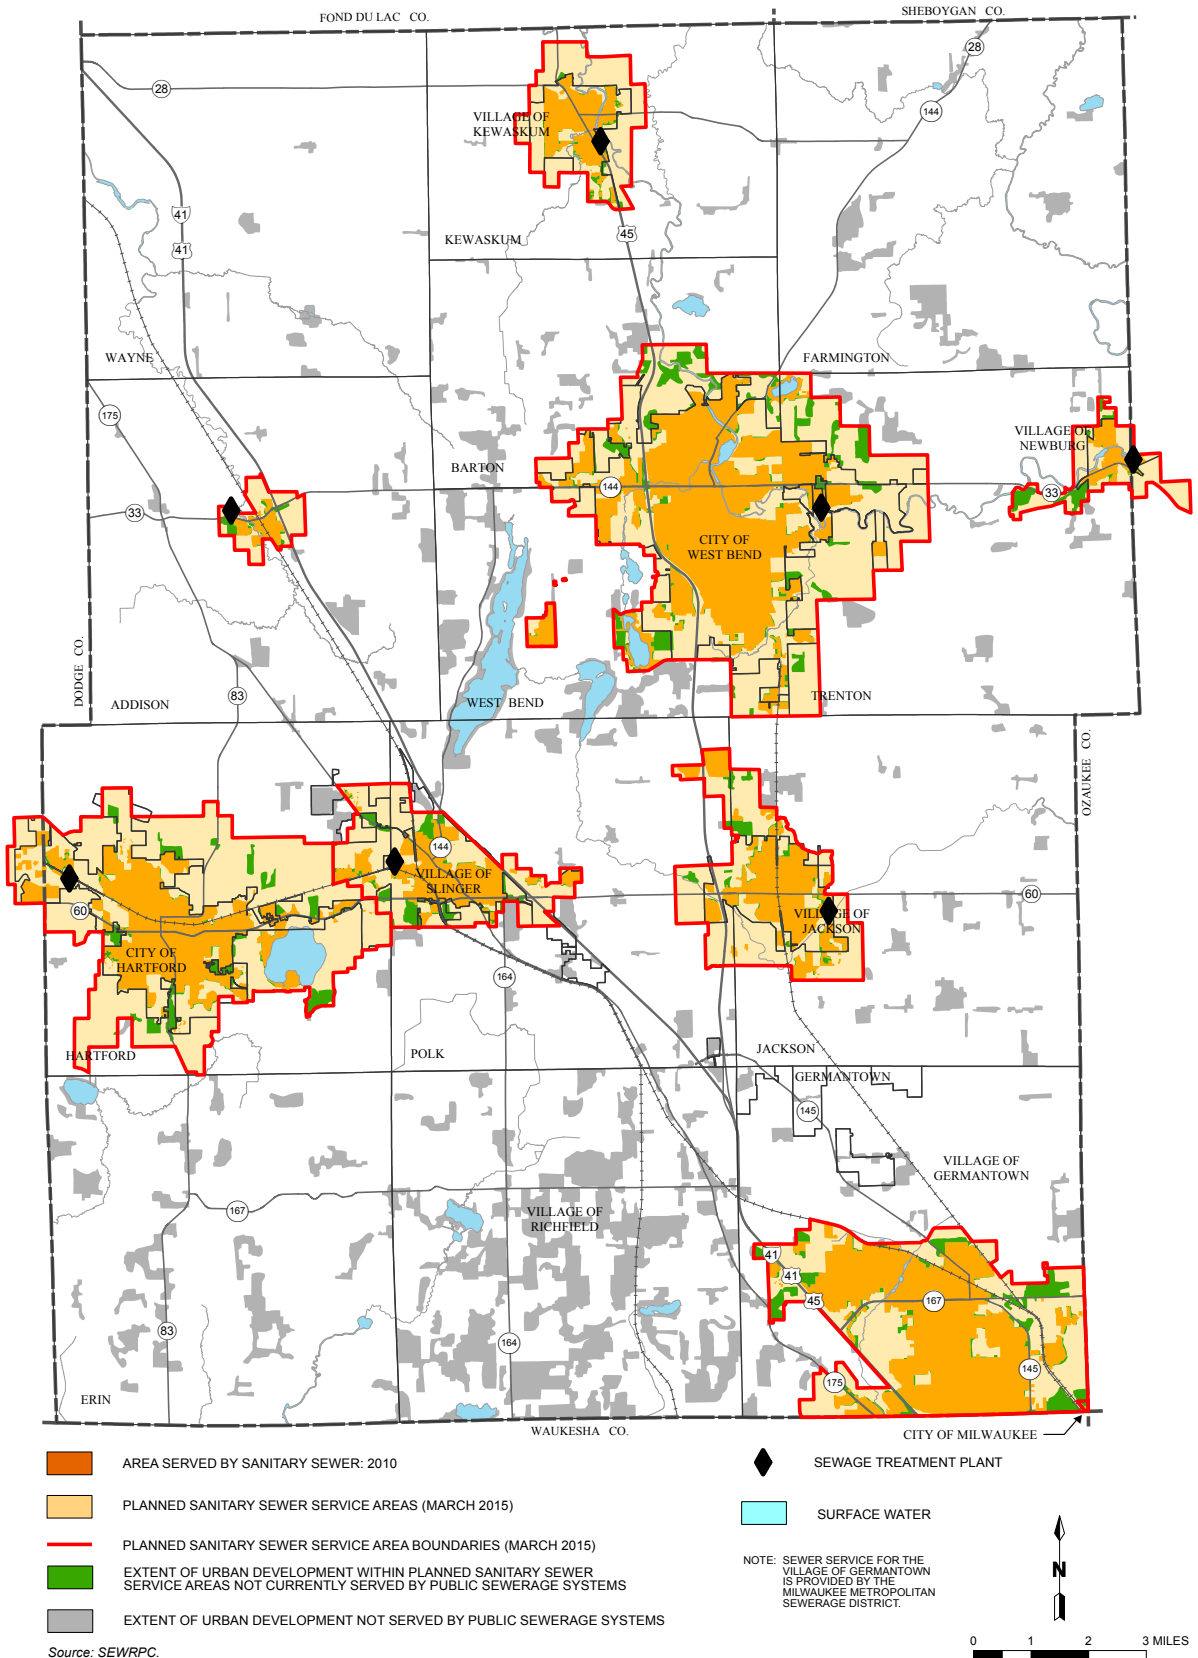 FOND DU LAC CO.
SHEBOYGAN CO.
28
28
144
VILLAGE OF
KEWASKUM
41
41
45
KEWASKUM
WAYNE
FARMINGTON
175
VILLAGE OF
NEWBURG
BARTON
144
33
33
CITY OF
WEST BEND
DODGE CO.
83
ADDISON
WEST BEND
TRENTON
OZAUKEE CO.
144
VILLAGE OF
SLINGER
60
60
VILLAGE OF
JACKSON
CITY OF
HARTFORD
164
HARTFORD
POLK
JACKSON
GERMANTOWN
145
VILLAGE OF
GERMANTOWN
167
VILLAGE OF
RICHFIELD
41
41
45
167
83
164
145
175
ERIN
WAUKESHA CO.
CITY OF MILWAUKEE
AREA SERVED BY SANITARY SEWER: 2010
PLANNED SANITARY SEWER SERVICE AREAS (MARCH 2015)
PLANNED SANITARY SEWER SERVICE AREA BOUNDARIES (MARCH 2015)
EXTENT OF URBAN DEVELOPMENT WITHIN PLANNED SANITARY SEWER
SERVICE AREAS NOT CURRENTLY SERVED BY PUBLIC SEWERAGE SYSTEMS
EXTENT OF URBAN DEVELOPMENT NOT SERVED BY PUBLIC SEWERAGE SYSTEMS
Source: SEWRPC.
SEWAGE TREATMENT PLANT
SURFACE WATER
NOTE: SEWER SERVICE FOR THE
VILLAGE OF GERMANTOWN
IS PROVIDED BY THE
MILWAUKEE METROPOLITAN
SEWERAGE DISTRICT.
N
0 1 2 3 MILES